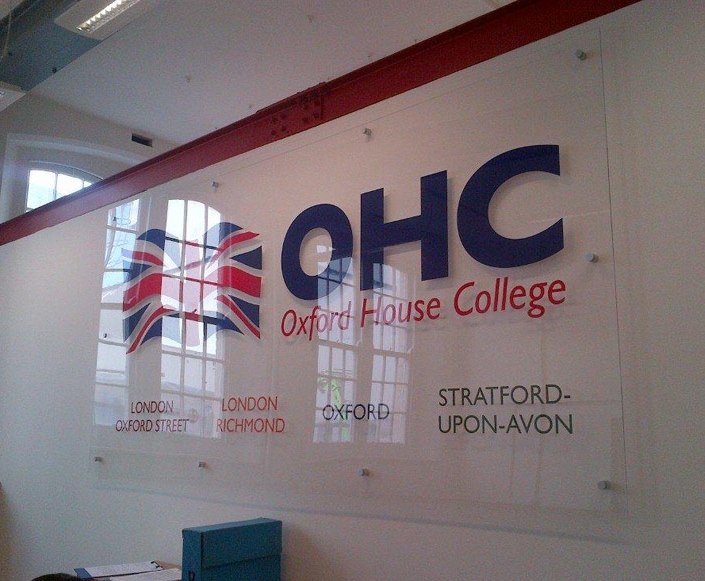 OHC
Oxford House College
LONDON
OXFORD STREET
LONDON
RICHMOND
OXFORD
STRATFORD-
UPON-AVON